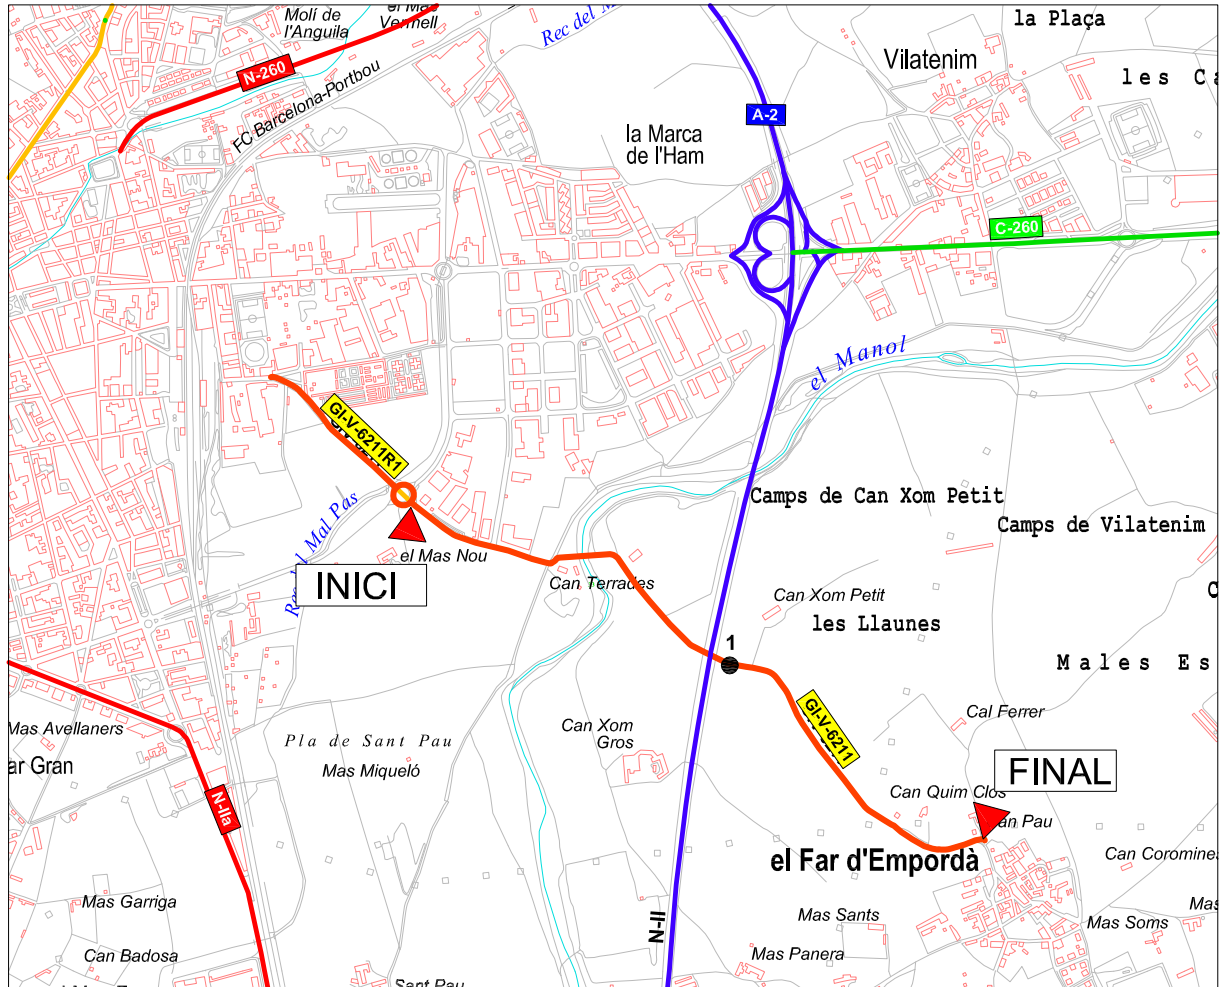 Molí de
l'Anguila
Vermell
Rec del
la Plaça
Vilatenim
les
N-260
FC Barcelona-Portbou
A-2
la Marca
de l'Ham
C-260
el Manol
GI-V-6211R1
Camps de Can Xom Petit
Camps de Vilatenim
Rec del Mal Pas
el Mas Nou
INICI
Can Terrades
Can Xom Petit
les Llaunes
1
Males Es
Mas Avellaners
Can Xom
Gros
GI-V-6211
Cal Ferrer
Pla de Sant Pau
Mas Miqueló
ar Gran
FINAL
Can Quim Clos
an Pau
N-IIa
el Far d'Empordà
Can Coromine
Mas Garriga
Mas Sants
Mas
Mas Soms
N-II
Can Badosa
Mas Panera
Sant Pau